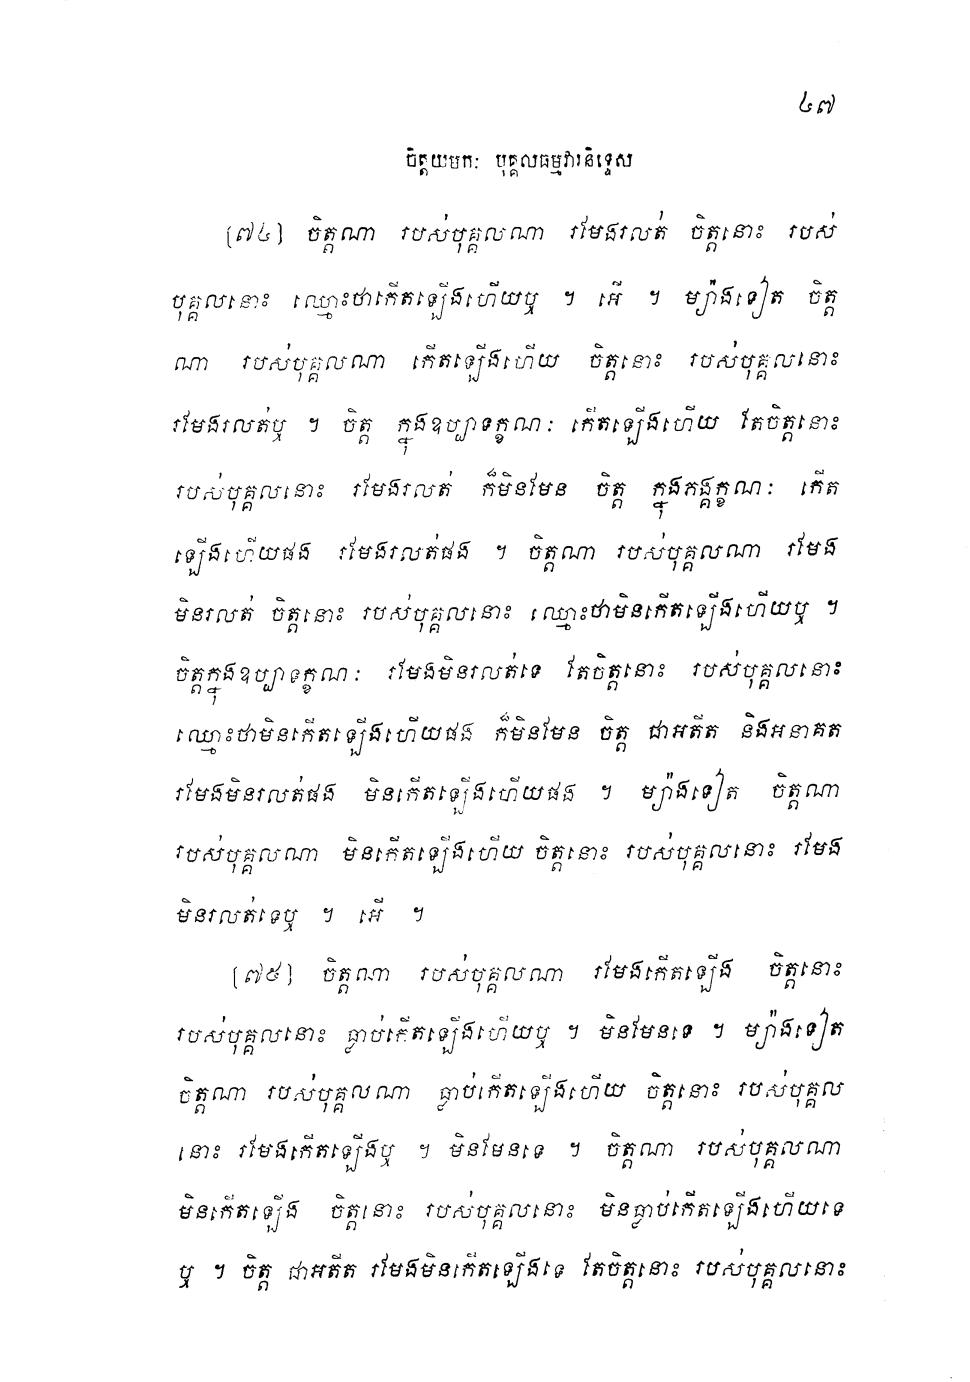 ៤៧
ចិត្តយមកៈ បុគ្គលធម្មវារនិទ្ទេស
[៧៤] ចិត្តណា របស់បុគ្គលណា រមែងរលត់ ចិត្តនោះ របស់
បុគ្គលនោះ ឈ្មោះថាកើតឡើងហើយឬ ។ អើ ។ ម្យ៉ាងទៀត ចិត្ត
ណា របស់បុគ្គលណា កើតឡើងហើយ ចិត្តនោះ របស់បុគ្គលនោះ
រមែងរលត់ឬ ។ ចិត្ត ក្នុងឧប្បាទក្ខណៈ កើតឡើងហើយ តែចិត្តនោះ
របស់បុគ្គលនោះ រមែងរលត់ ក៏មិនមែន ចិត្ត ក្នុងភង្គក្ខណៈ កើត
ឡើងហើយផង រមែងរលត់ផង ។ ចិត្តណា របស់បុគ្គលណា រមែង
មិនរលត់ ចិត្តនោះ របស់បុគ្គលនោះ ឈ្មោះថាមិនកើតឡើងហើយឬ ។
ចិត្តក្នុងឧប្បាទក្ខណៈ រមែងមិនរលត់ទេ តែចិត្តនោះ របស់បុគ្គលនោះ
ឈ្មោះថាមិនកើតឡើងហើយផង ក៏មិនមែន ចិត្ត ជាអតីត និងអនាគត
រមែងមិនរលត់ផង មិនកើតឡើងហើយផង ។ ម្យ៉ាងទៀត ចិត្តណា
របស់បុគ្គលណា មិនកើតឡើងហើយ ចិត្តនោះ របស់បុគ្គលនោះ រមែង
មិនរលត់ទេឬ ។ អើ ។
[៧៥] ចិត្តណា របស់បុគ្គលណា រមែងកើតឡើង ចិត្តនោះ
របស់បុគ្គលនោះ ធ្លាប់កើតឡើងហើយឬ ។ មិនមែនទេ ។ ម្យ៉ាងទៀត
ចិត្តណា របស់បុគ្គលណា ធ្លាប់កើតឡើងហើយ ចិត្តនោះ របស់បុគ្គល
នោះ រមែងកើតឡើងឬ ។ មិនមែនទេ ។ ចិត្តណា របស់បុគ្គលណា
មិនកើតឡើង ចិត្តនោះ របស់បុគ្គលនោះ មិនធ្លាប់កើតឡើងហើយទេ
ឬ ។ ចិត្ត ជាអតីត រមែងមិនកើតឡើងទេ តែចិត្តនោះ របស់បុគ្គលនោះ